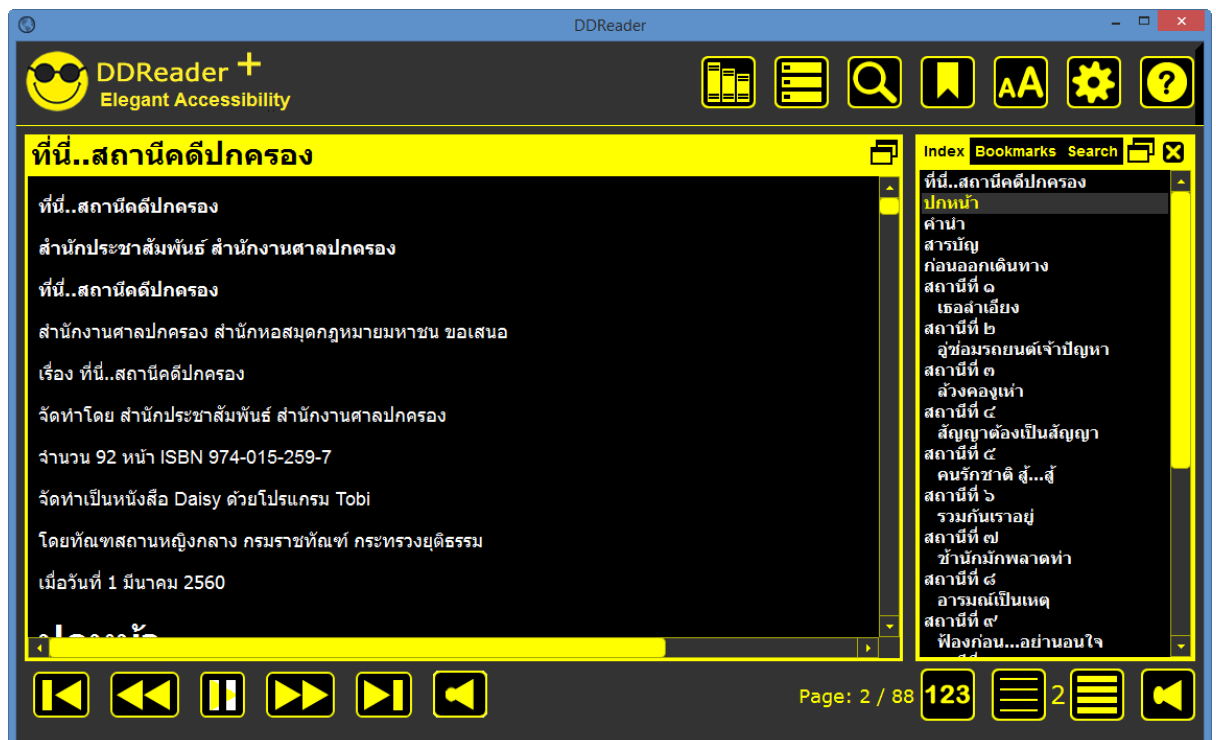 DDReader
DDReader +
Elegant Accessibility
AA
?
ที่นี่..สถานีคดีปกครอง
ที่นี่..สถานีคดีปกครอง
สำนักประชาสัมพันธ์ สำนักงานศาลปกครอง
ที่นี่..สถานีคดีปกครอง
สำนักงานศาลปกครอง สำนักหอสมุดกฎหมายมหาชน ขอเสนอ
เรื่อง ที่นี่..สถานีคดีปกครอง
จัดทำโดย สำนักประชาสัมพันธ์ สำนักงานศาลปกครอง
จำนวน 92 หน้า ISBN 974-015-259-7
จัดทำเป็นหนังสือ Daisy ด้วยโปรแกรม Tobi
โดยทัณฑสถานหญิงกลาง กรมราชทัณฑ์ กระทรวงยุติธรรม
เมื่อวันที่ 1 มีนาคม 2560
Index Bookmarks Search
ที่นี่..สถานีคดีปกครอง
ปกหน้า
คำนำ
สารบัญ
ก่อนออกเดินทาง
สถานีที่ ๑
เธอลำเอียง
สถานีที่ ๒
อู่ซ่อมรถยนต์เจ้าปัญหา
สถานีที่ ๓
ล้วงคองูเห่า
สถานีที่ ๔
สัญญาต้องเป็นสัญญา
สถานีที่ ๕
คนรักชาติ สู้...สู้
สถานีที่ ๖
รวมกันเราอยู่
สถานีที่ ๗
ช้านักมักพลาดท่า
สถานีที่ ๘
อารมณ์เป็นเหตุ
สถานีที่ ๙
ฟ้องก่อน...อย่านอนใจ
Page: 2 / 88
123
2